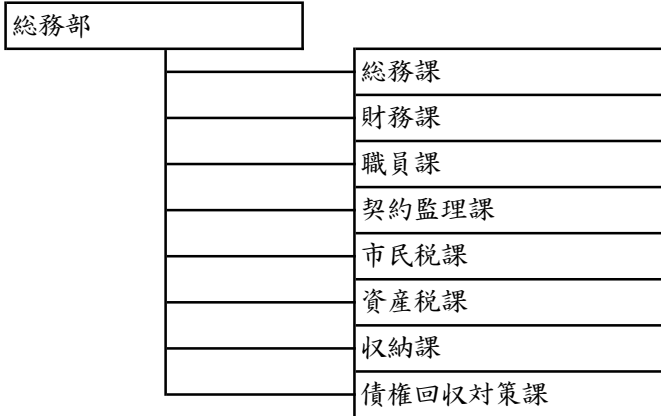 総務部
総務課
財務課
職員課
契約監理課
市民税課
資産税課
収納課
債権回収対策課